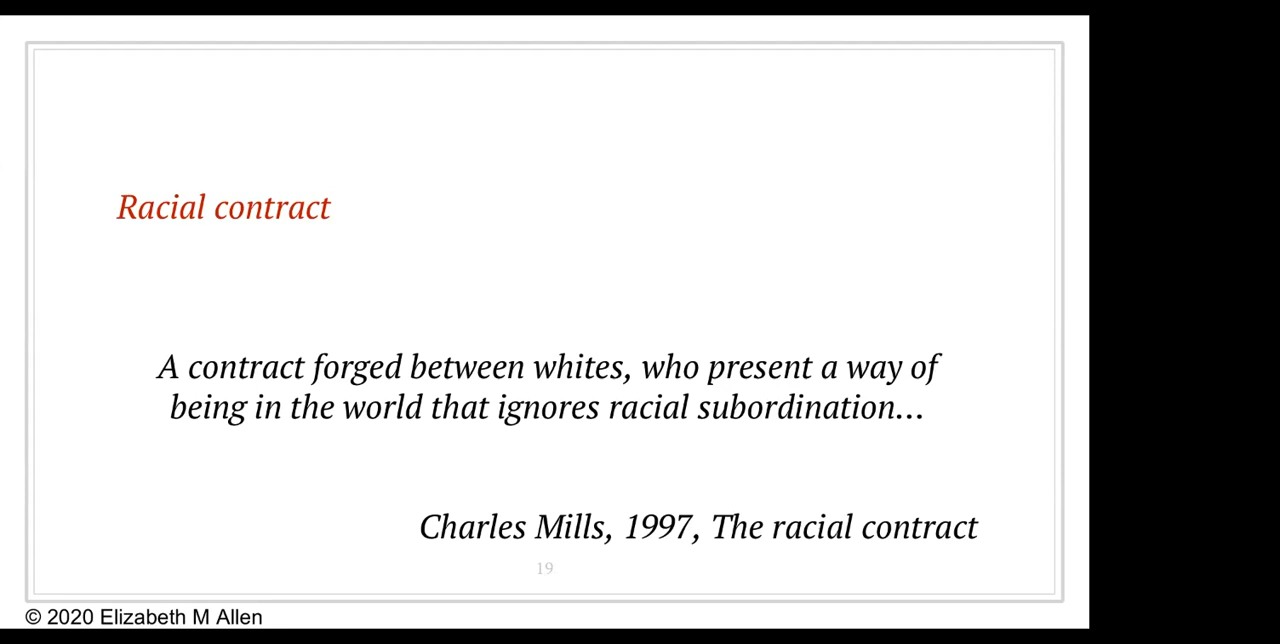 Racial contract
A contract forged between whites, who present a way of
being in the world that ignores racial subordination...
Charles Mills, 1997, The racial contract
19
© 2020 Elizabeth M Allen